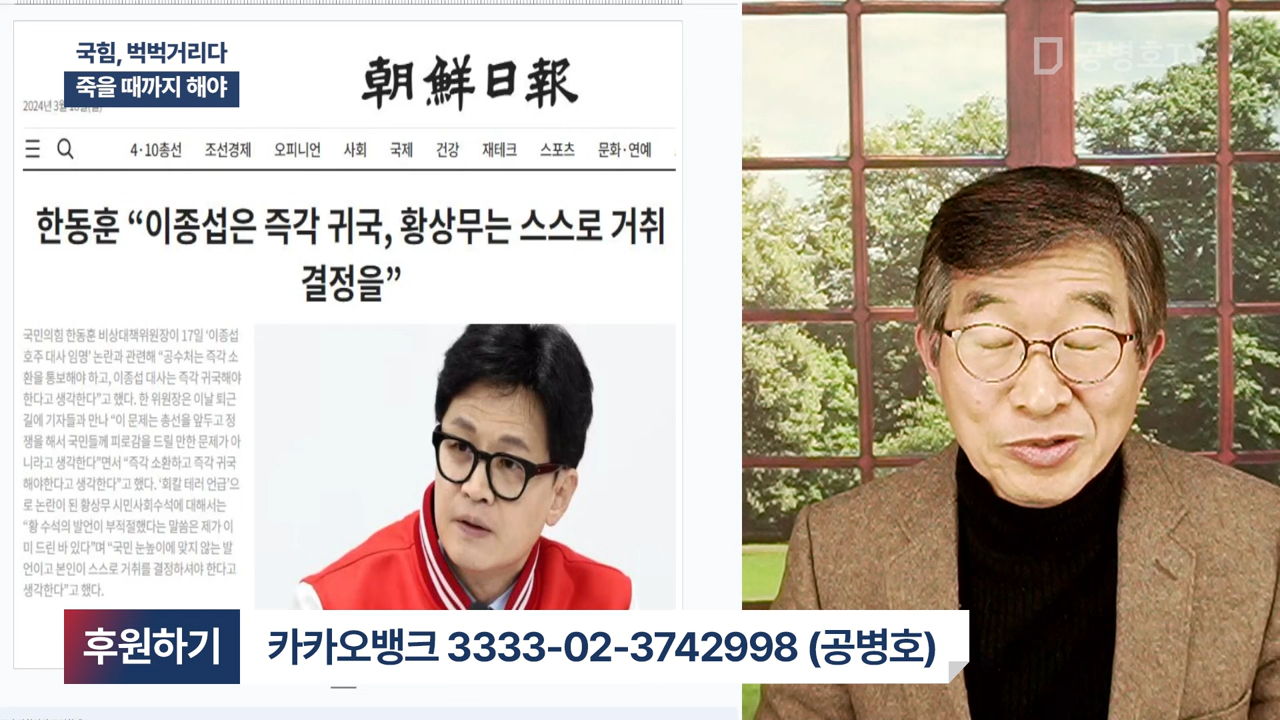 국힘, 벅벅거리다
죽을 때까지 해야
朝鮮日報
2024년 3월
4·10총선 조선경제 오피니언 사회 국제 건강 재테크 스포츠 문화·연예
한동훈 “이종섭은 즉각 귀국, 황상무는 스스로 거취
결정을”
국민의힘 한동훈 비상대책위원장이 17일 ‘이종섭
호주 대사 임명’ 논란과 관련해 “공수처는 즉각 소
환을 통보해야 하고, 이종섭 대사는 즉각 귀국해야
한다고 생각한다”고 했다. 한 위원장은 이날 퇴근
길에 기자들과 만나 “이 문제는 총선을 앞두고 정
쟁을 해서 국민들께 피로감을 드릴 만한 문제가 아
니라고 생각한다”면서 “즉각 소환하고 즉각 귀국
해야한다고 생각한다”고 했다. ‘회칼 테러 언급’으
로 논란이 된 황상무 시민사회수석에 대해서는
“황 수석의 발언이 부적절했다는 말씀은 제가 이
미 드린 바 있다”며 “국민 눈높이에 맞지 않는 발
언이고 본인이 스스로 거취를 결정하셔야 한다고
생각한다”고 했다.
공병호TV
후원하기
카카오뱅크 3333-02-3742998 (공병호)